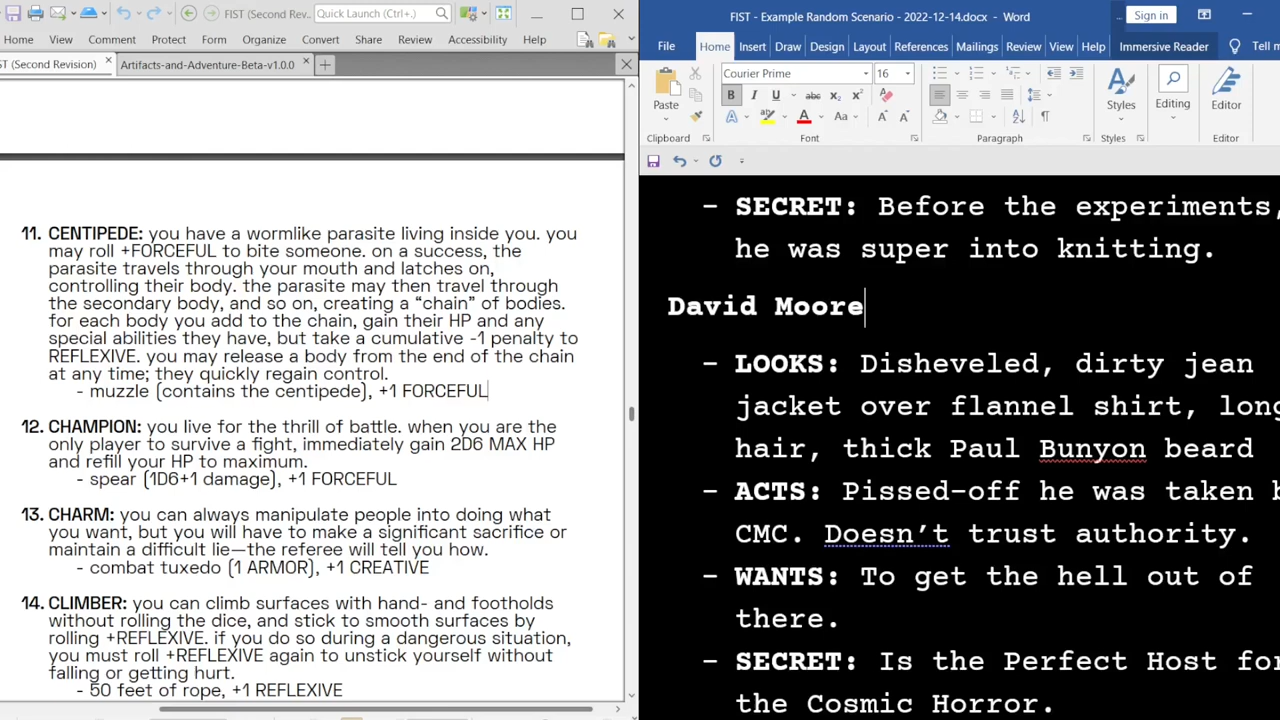 FIST (Second Rev...
Quick Launch (Ctrl+.)
Home View Comment Protect Form Organize Convert Share Review Accessibility Help
ST (Second Revision) ×
Artifacts-and-Adventure-Beta-v1.0.0 ×
11. CENTIPEDE: you have a wormlike parasite living inside you. you
may roll +FORCEFUL to bite someone. on a success, the
parasite travels through your mouth and latches on,
controlling their body. the parasite may then travel through
the secondary body, and so on, creating a “chain” of bodies.
for each body you add to the chain, gain their HP and any
special abilities they have, but take a cumulative -1 penalty to
REFLEXIVE. you may release a body from the end of the chain
at any time; they quickly regain control.
- muzzle (contains the centipede), +1 FORCEFUL
12. CHAMPION: you live for the thrill of battle. when you are the
only player to survive a fight, immediately gain 2D6 MAX HP
and refill your HP to maximum.
- spear (1D6+1 damage), +1 FORCEFUL
13. CHARM: you can always manipulate people into doing what
you want, but you will have to make a significant sacrifice or
maintain a difficult lie—the referee will tell you how.
- combat tuxedo (1 ARMOR), +1 CREATIVE
14. CLIMBER: you can climb surfaces with hand- and footholds
without rolling the dice, and stick to smooth surfaces by
rolling +REFLEXIVE. if you do so during a dangerous situation,
you must roll +REFLEXIVE again to unstick yourself without
falling or getting hurt.
- 50 feet of rope, +1 REFLEXIVE
FIST - Example Random Scenario - 2022-12-14.docx - Word
... Sign in
File Home Insert Draw Design Layout References Mailings Review View Help Immersive Reader Tell m
Courier Prime 16
Paste
B I U abc x₂ x²
A A Aa A A
Styles
Editing
Editor
Clipboard Font Paragraph Styles Editor
– SECRET: Before the experiments,
he was super into knitting.
David Moore
– LOOKS: Disheveled, dirty jean
jacket over flannel shirt, long
hair, thick Paul Bunyon beard
– ACTS: Pissed-off he was taken b
CMC. Doesn’t trust authority.
– WANTS: To get the hell out of
there.
– SECRET: Is the Perfect Host for
the Cosmic Horror.